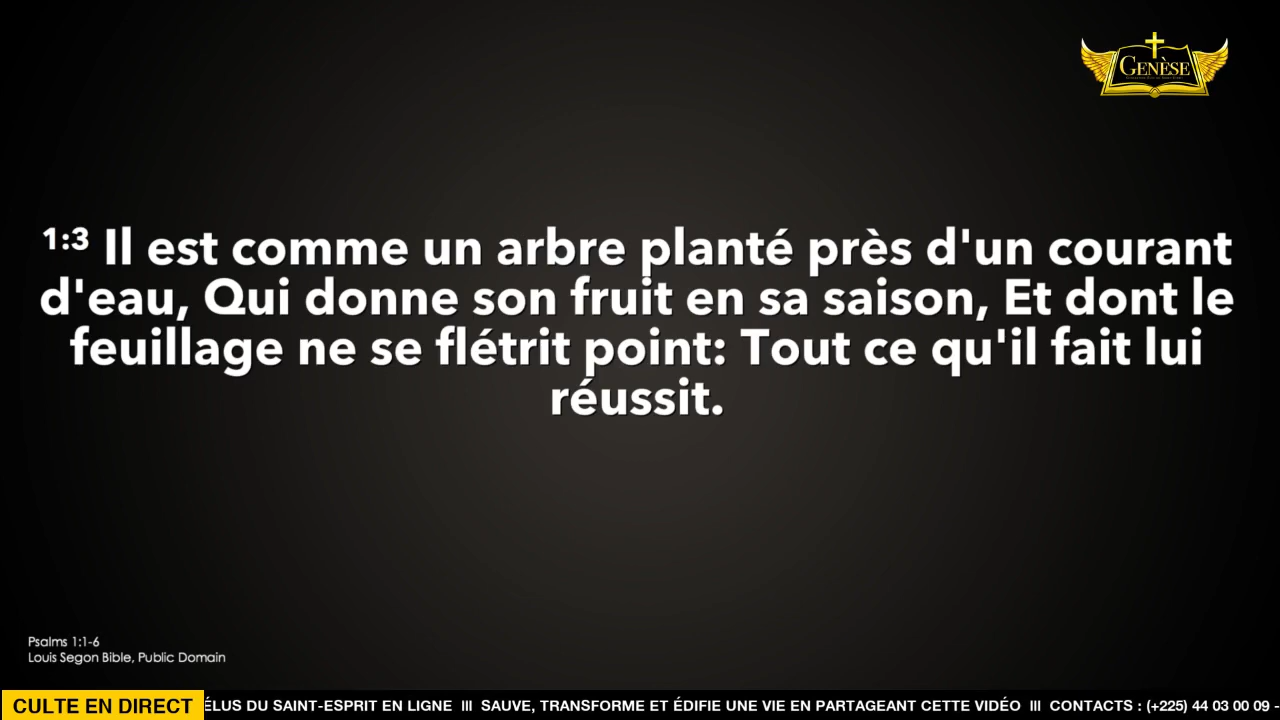 GENÈSE
1:3 Il est comme un arbre planté près d'un courant
d'eau, Qui donne son fruit en sa saison, Et dont le
feuillage ne se flétrit point: Tout ce qu'il fait lui
réussit.
Psalms 1:1-6
Louis Segon Bible, Public Domain
CULTE EN DIRECT ÉLUS DU SAINT-ESPRIT EN LIGNE III SAUVE, TRANSFORME ET ÉDIFIE UNE VIE EN PARTAGEANT CETTE VIDÉO III CONTACTS : (+225) 44 03 00 09 -